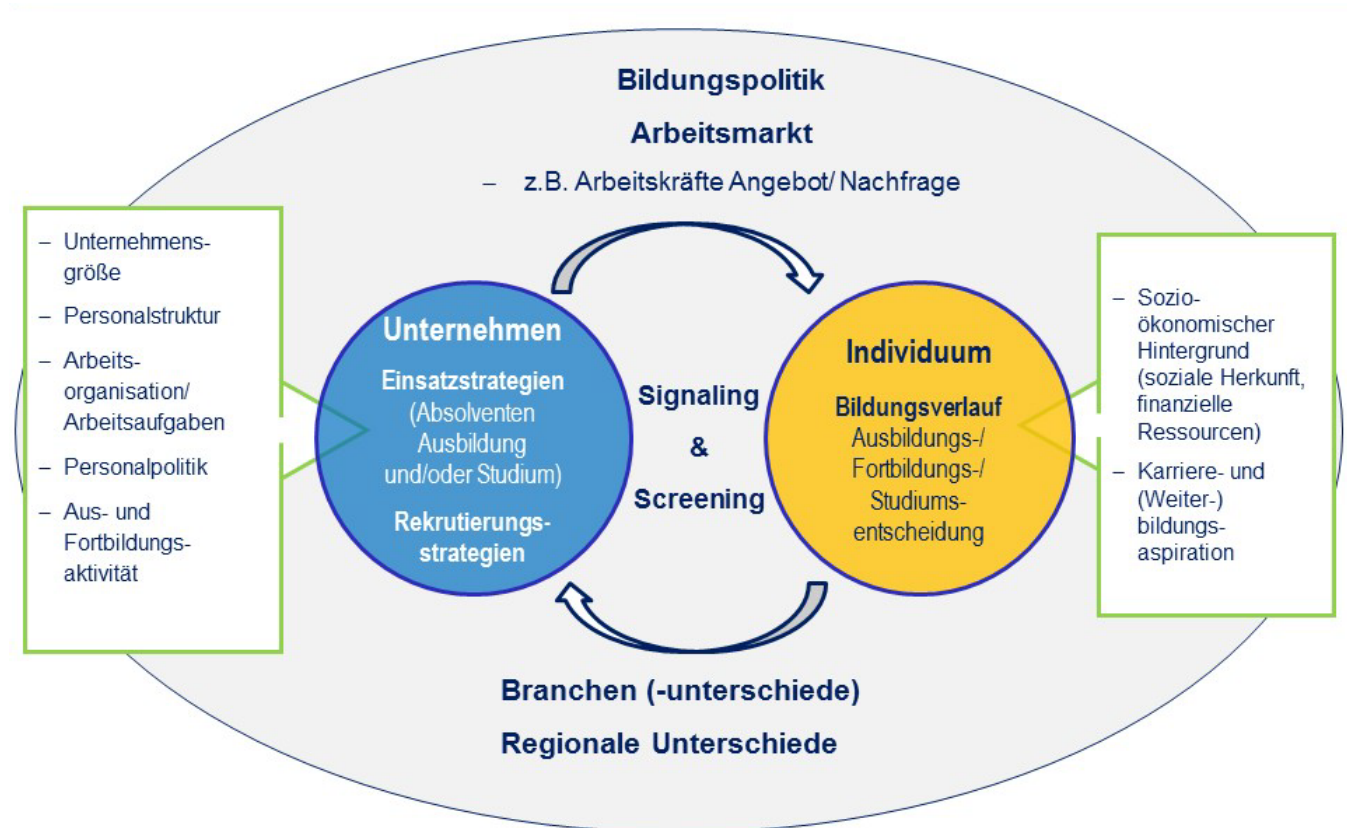 Bildungspolitik
Arbeitsmarkt
– z.B. Arbeitskräfte Angebot/ Nachfrage
– Unternehmens-
größe
– Personalstruktur
– Arbeits-
organisation/
Arbeitsaufgaben
– Personalpolitik
– Aus- und
Fortbildungs-
aktivität
Unternehmen
Einsatzstrategien
(Absolventen
Ausbildung
und/oder Studium)
Rekrutierungs-
strategien
Signaling
&
Screening
Individuum
Bildungsverlauf
Ausbildungs-/
Fortbildungs-/
Studiums-
entscheidung
– Sozio-
ökonomischer
Hintergrund
(soziale Herkunft,
finanzielle
Ressourcen)
– Karriere- und
(Weiter-)
bildungs-
aspiration
Branchen (-unterschiede)
Regionale Unterschiede